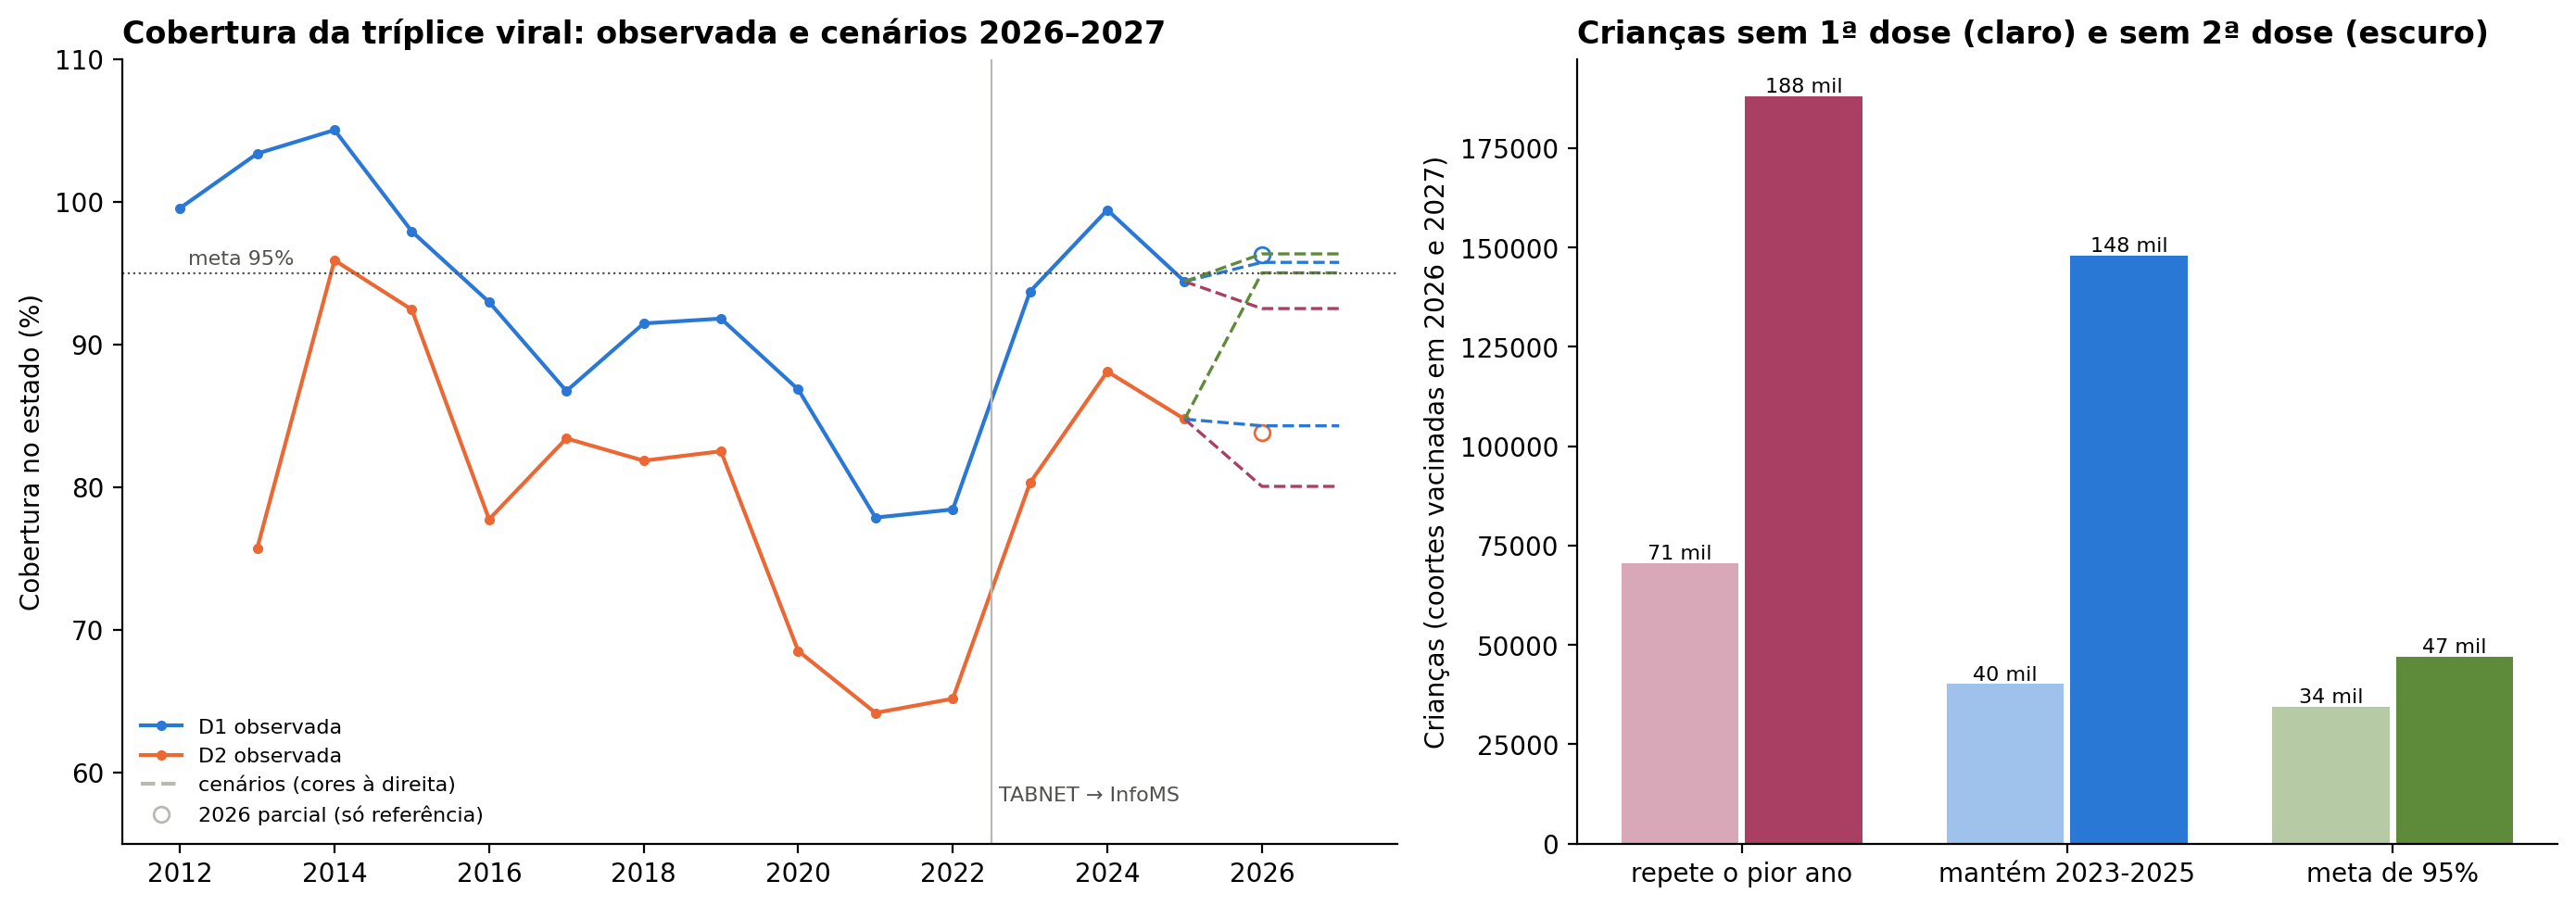 Cobertura da tríplice viral: observada e cenários 2026–2027
Cobertura no estado (%)
110
100
90
80
70
60
meta 95%
TABNET → InfoMS
D1 observada
D2 observada
cenários (cores à direita)
2026 parcial (só referência)
2012 2014 2016 2018 2020 2022 2024 2026
Crianças sem 1ª dose (claro) e sem 2ª dose (escuro)
Crianças (coortes vacinadas em 2026 e 2027)
175000
150000
125000
100000
75000
50000
25000
0
71 mil
188 mil
40 mil
148 mil
34 mil
47 mil
repete o pior ano
mantém 2023-2025
meta de 95%